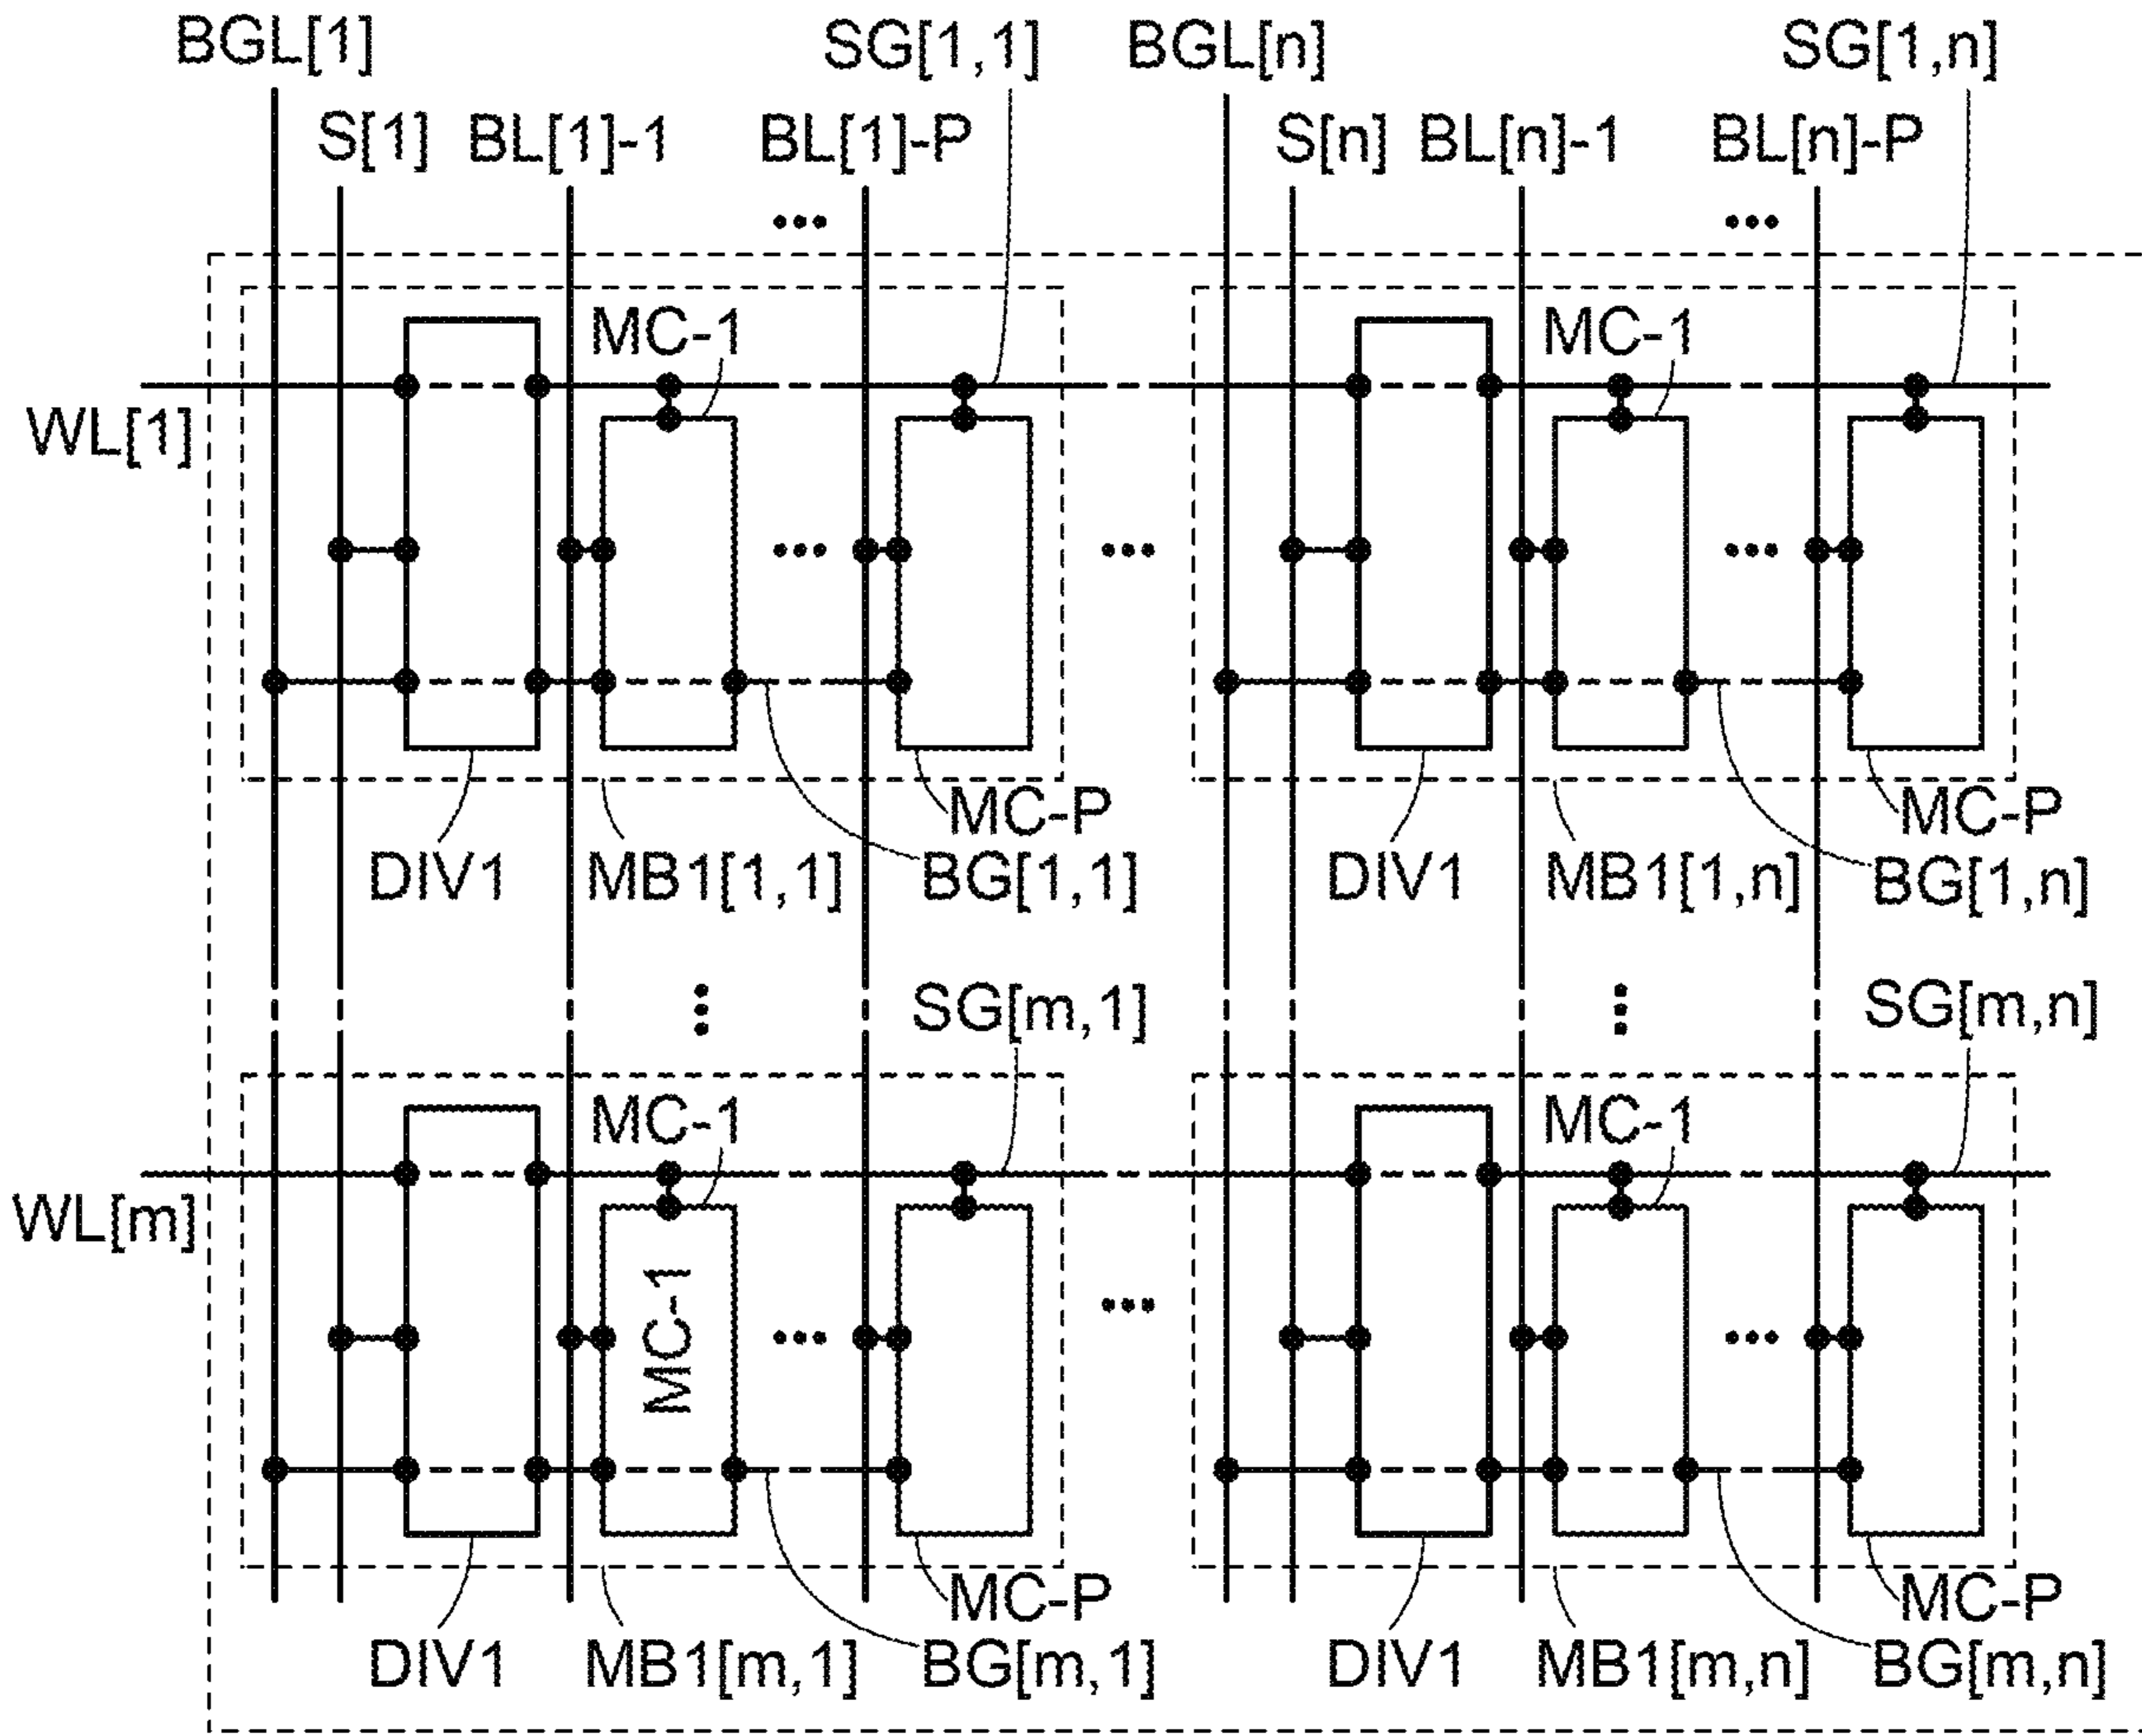 BGL[1] SG[1,1] BGL[n] SG[1,n]
S[1] BL[1]-1 BL[1]-P S[n] BL[n]-1 BL[n]-P
MC-1 MC-1
WL[1]
MC-P MC-P
DIV1 MB1[1,1] BG[1,1] DIV1 MB1[1,n] BG[1,n]
SG[m,1] SG[m,n]
MC-1 MC-1
WL[m]
MC-1
MC-P MC-P
DIV1 MB1[m,1] BG[m,1] DIV1 MB1[m,n] BG[m,n]